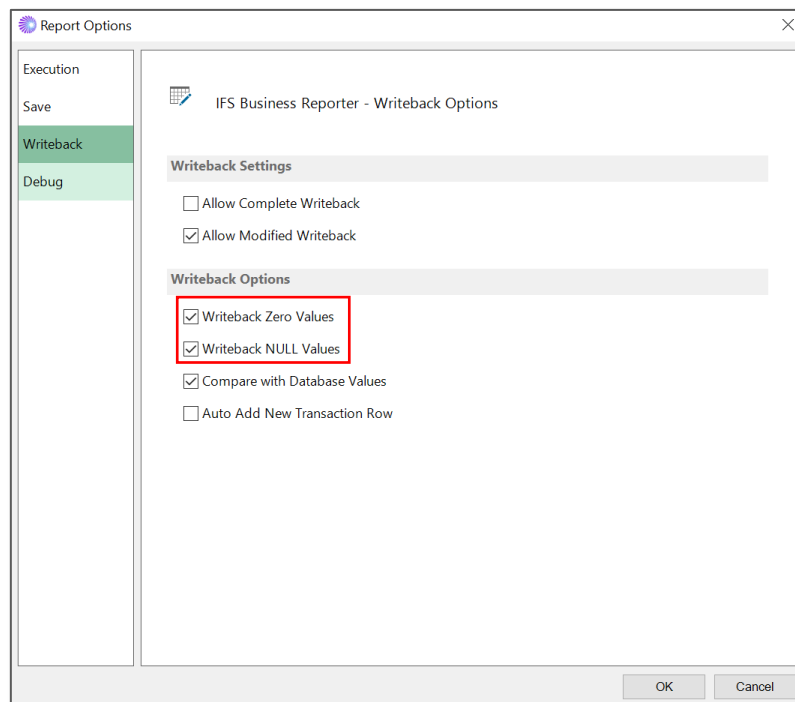 Report Options
Execution
Save
Writeback
Debug
IFS Business Reporter - Writeback Options
Writeback Settings
Allow Complete Writeback
Allow Modified Writeback
Writeback Options
Writeback Zero Values
Writeback NULL Values
Compare with Database Values
Auto Add New Transaction Row
OK
Cancel